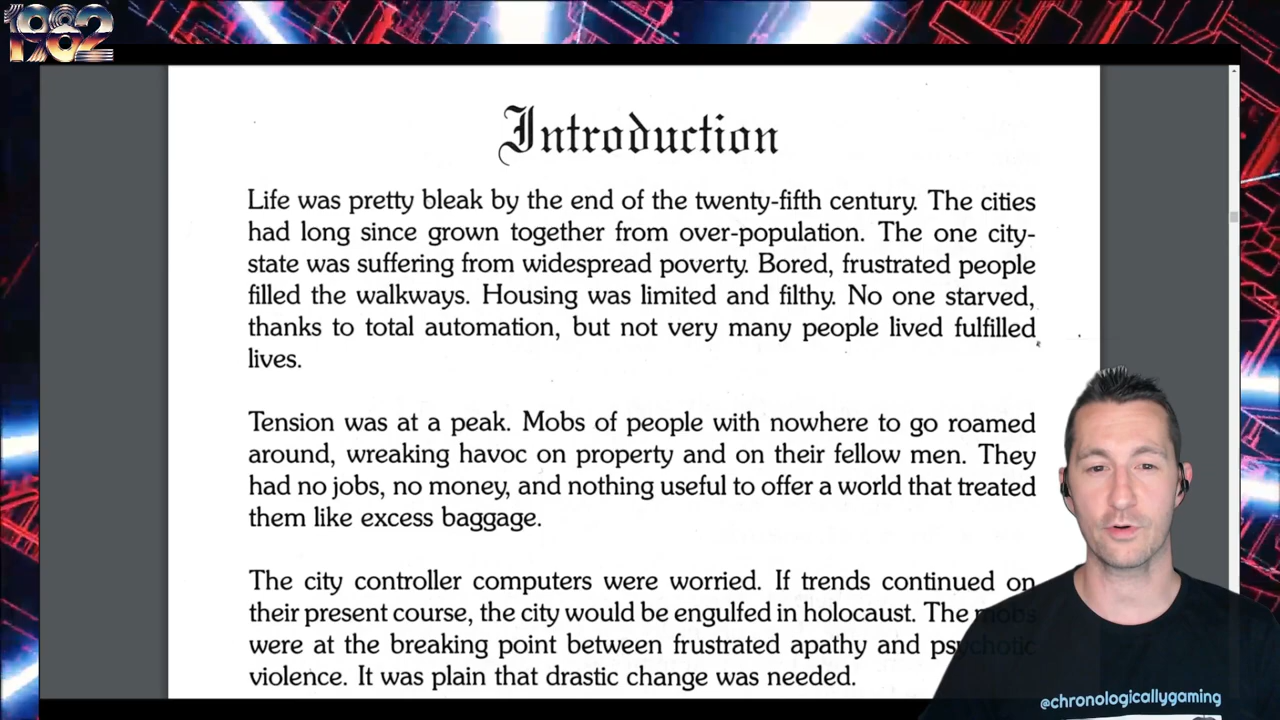 1982
Introduction
Life was pretty bleak by the end of the twenty-fifth century. The cities
had long since grown together from over-population. The one city-
state was suffering from widespread poverty. Bored, frustrated people
filled the walkways. Housing was limited and filthy. No one starved,
thanks to total automation, but not very many people lived fulfilled
lives.
Tension was at a peak. Mobs of people with nowhere to go roamed
around, wreaking havoc on property and on their fellow men. They
had no jobs, no money, and nothing useful to offer a world that treated
them like excess baggage.
The city controller computers were worried. If trends continued on
their present course, the city would be engulfed in holocaust. The mobs
were at the breaking point between frustrated apathy and psychotic
violence. It was plain that drastic change was needed.
@chronologicallygaming